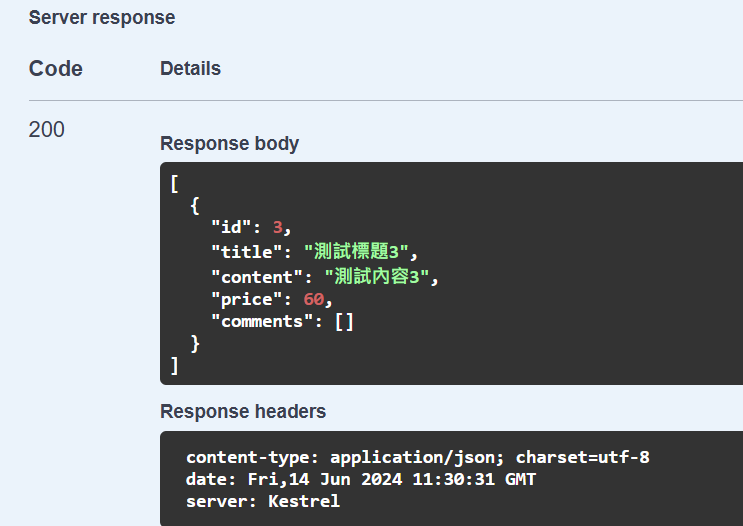 Server response
Code Details
200
Response body
[
  {
    "id": 3,
    "title": "測試標題3",
    "content": "測試內容3",
    "price": 60,
    "comments": []
  }
]
Response headers
content-type: application/json; charset=utf-8
date: Fri,14 Jun 2024 11:30:31 GMT
server: Kestrel